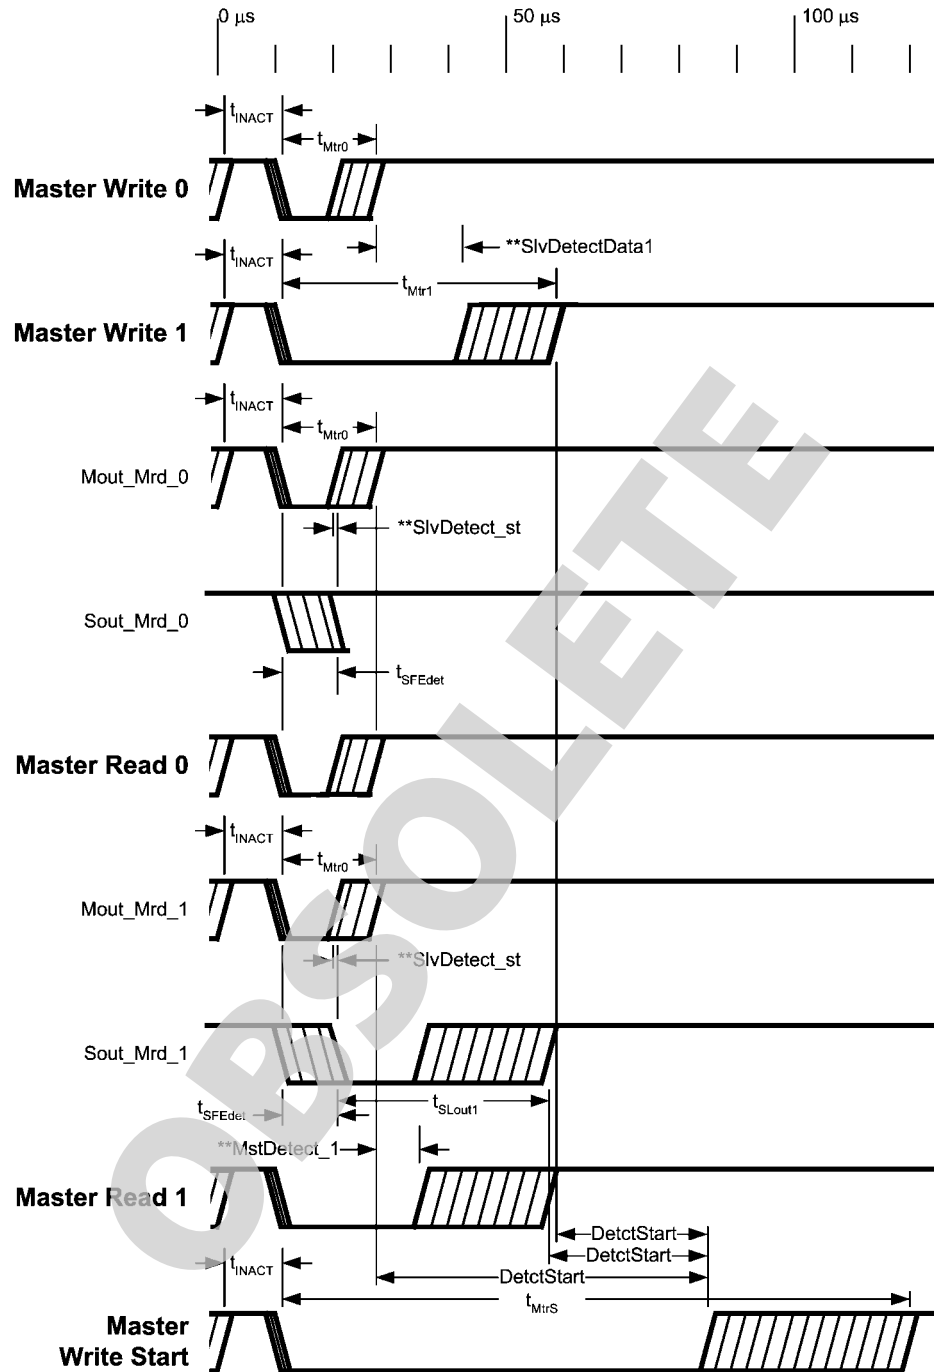 0 μs 50 μs 100 μs
tINACT
tMtr0
Master Write 0
**SlvDetectData1
tINACT
tMtr1
Master Write 1
tINACT
tMtr0
Mout_Mrd_0
**SlvDetect_st
Sout_Mrd_0
tSFEdet
Master Read 0
tINACT
tMtr0
Mout_Mrd_1
**SlvDetect_st
Sout_Mrd_1
tSFEdet tSLout1
**MstDetect_1
Master Read 1
DetctStart
DetctStart
tINACT
DetctStart
tMtrS
Master
Write Start
OBSOLETE